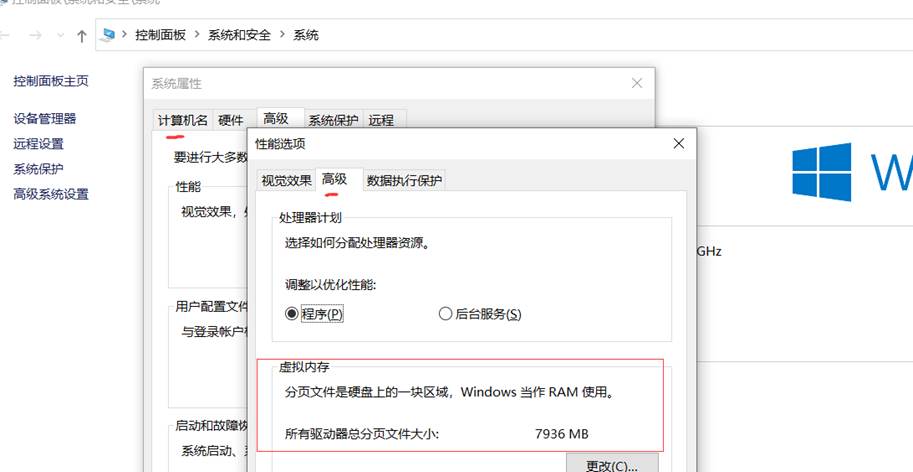 控制面板\系统和安全\系统
控制面板 > 系统和安全 > 系统
控制面板主页
设备管理器
远程设置
系统保护
高级系统设置
系统属性
计算机名 硬件 高级 系统保护 远程
要进行大多数
性能
视觉效果，
用户配置文件
与登录帐户
启动和故障恢
系统启动、
性能选项
视觉效果 高级 数据执行保护
处理器计划
选择如何分配处理器资源。
调整以优化性能:
程序(P) 后台服务(S)
虚拟内存
分页文件是硬盘上的一块区域，Windows 当作 RAM 使用。
所有驱动器总分页文件大小: 7936 MB
更改(C)...
W
GHz